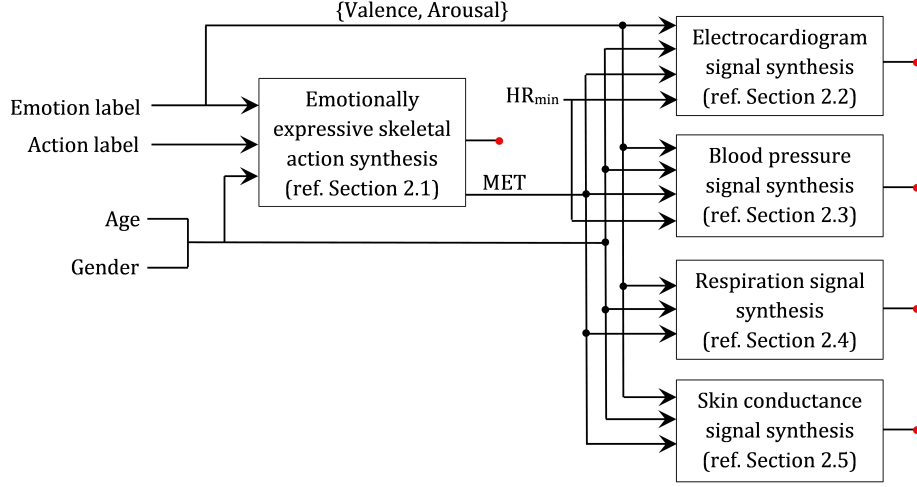 {Valence, Arousal}
Emotion label
Action label
Age
Gender
Emotionally
expressive skeletal
action synthesis
(ref. Section 2.1)
MET
HRmin
Electrocardiogram
signal synthesis
(ref. Section 2.2)
Blood pressure
signal synthesis
(ref. Section 2.3)
Respiration signal
synthesis
(ref. Section 2.4)
Skin conductance
signal synthesis
(ref. Section 2.5)